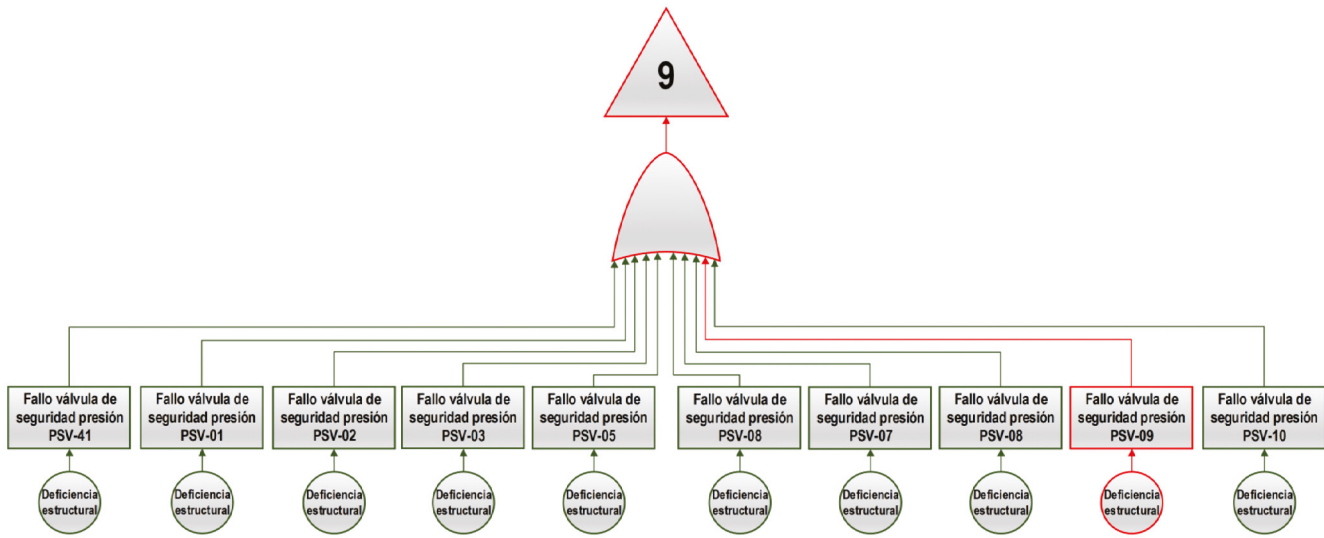 9
Fallo válvula de
seguridad presión
PSV-41
Fallo válvula de
seguridad presión
PSV-01
Fallo válvula de
seguridad presión
PSV-02
Fallo válvula de
seguridad presión
PSV-03
Fallo válvula de
seguridad presión
PSV-05
Fallo válvula de
seguridad presión
PSV-08
Fallo válvula de
seguridad presión
PSV-07
Fallo válvula de
seguridad presión
PSV-08
Fallo válvula de
seguridad presión
PSV-09
Fallo válvula de
seguridad presión
PSV-10
Deficiencia
estructural
Deficiencia
estructural
Deficiencia
estructural
Deficiencia
estructural
Deficiencia
estructural
Deficiencia
estructural
Deficiencia
estructural
Deficiencia
estructural
Deficiencia
estructural
Deficiencia
estructural